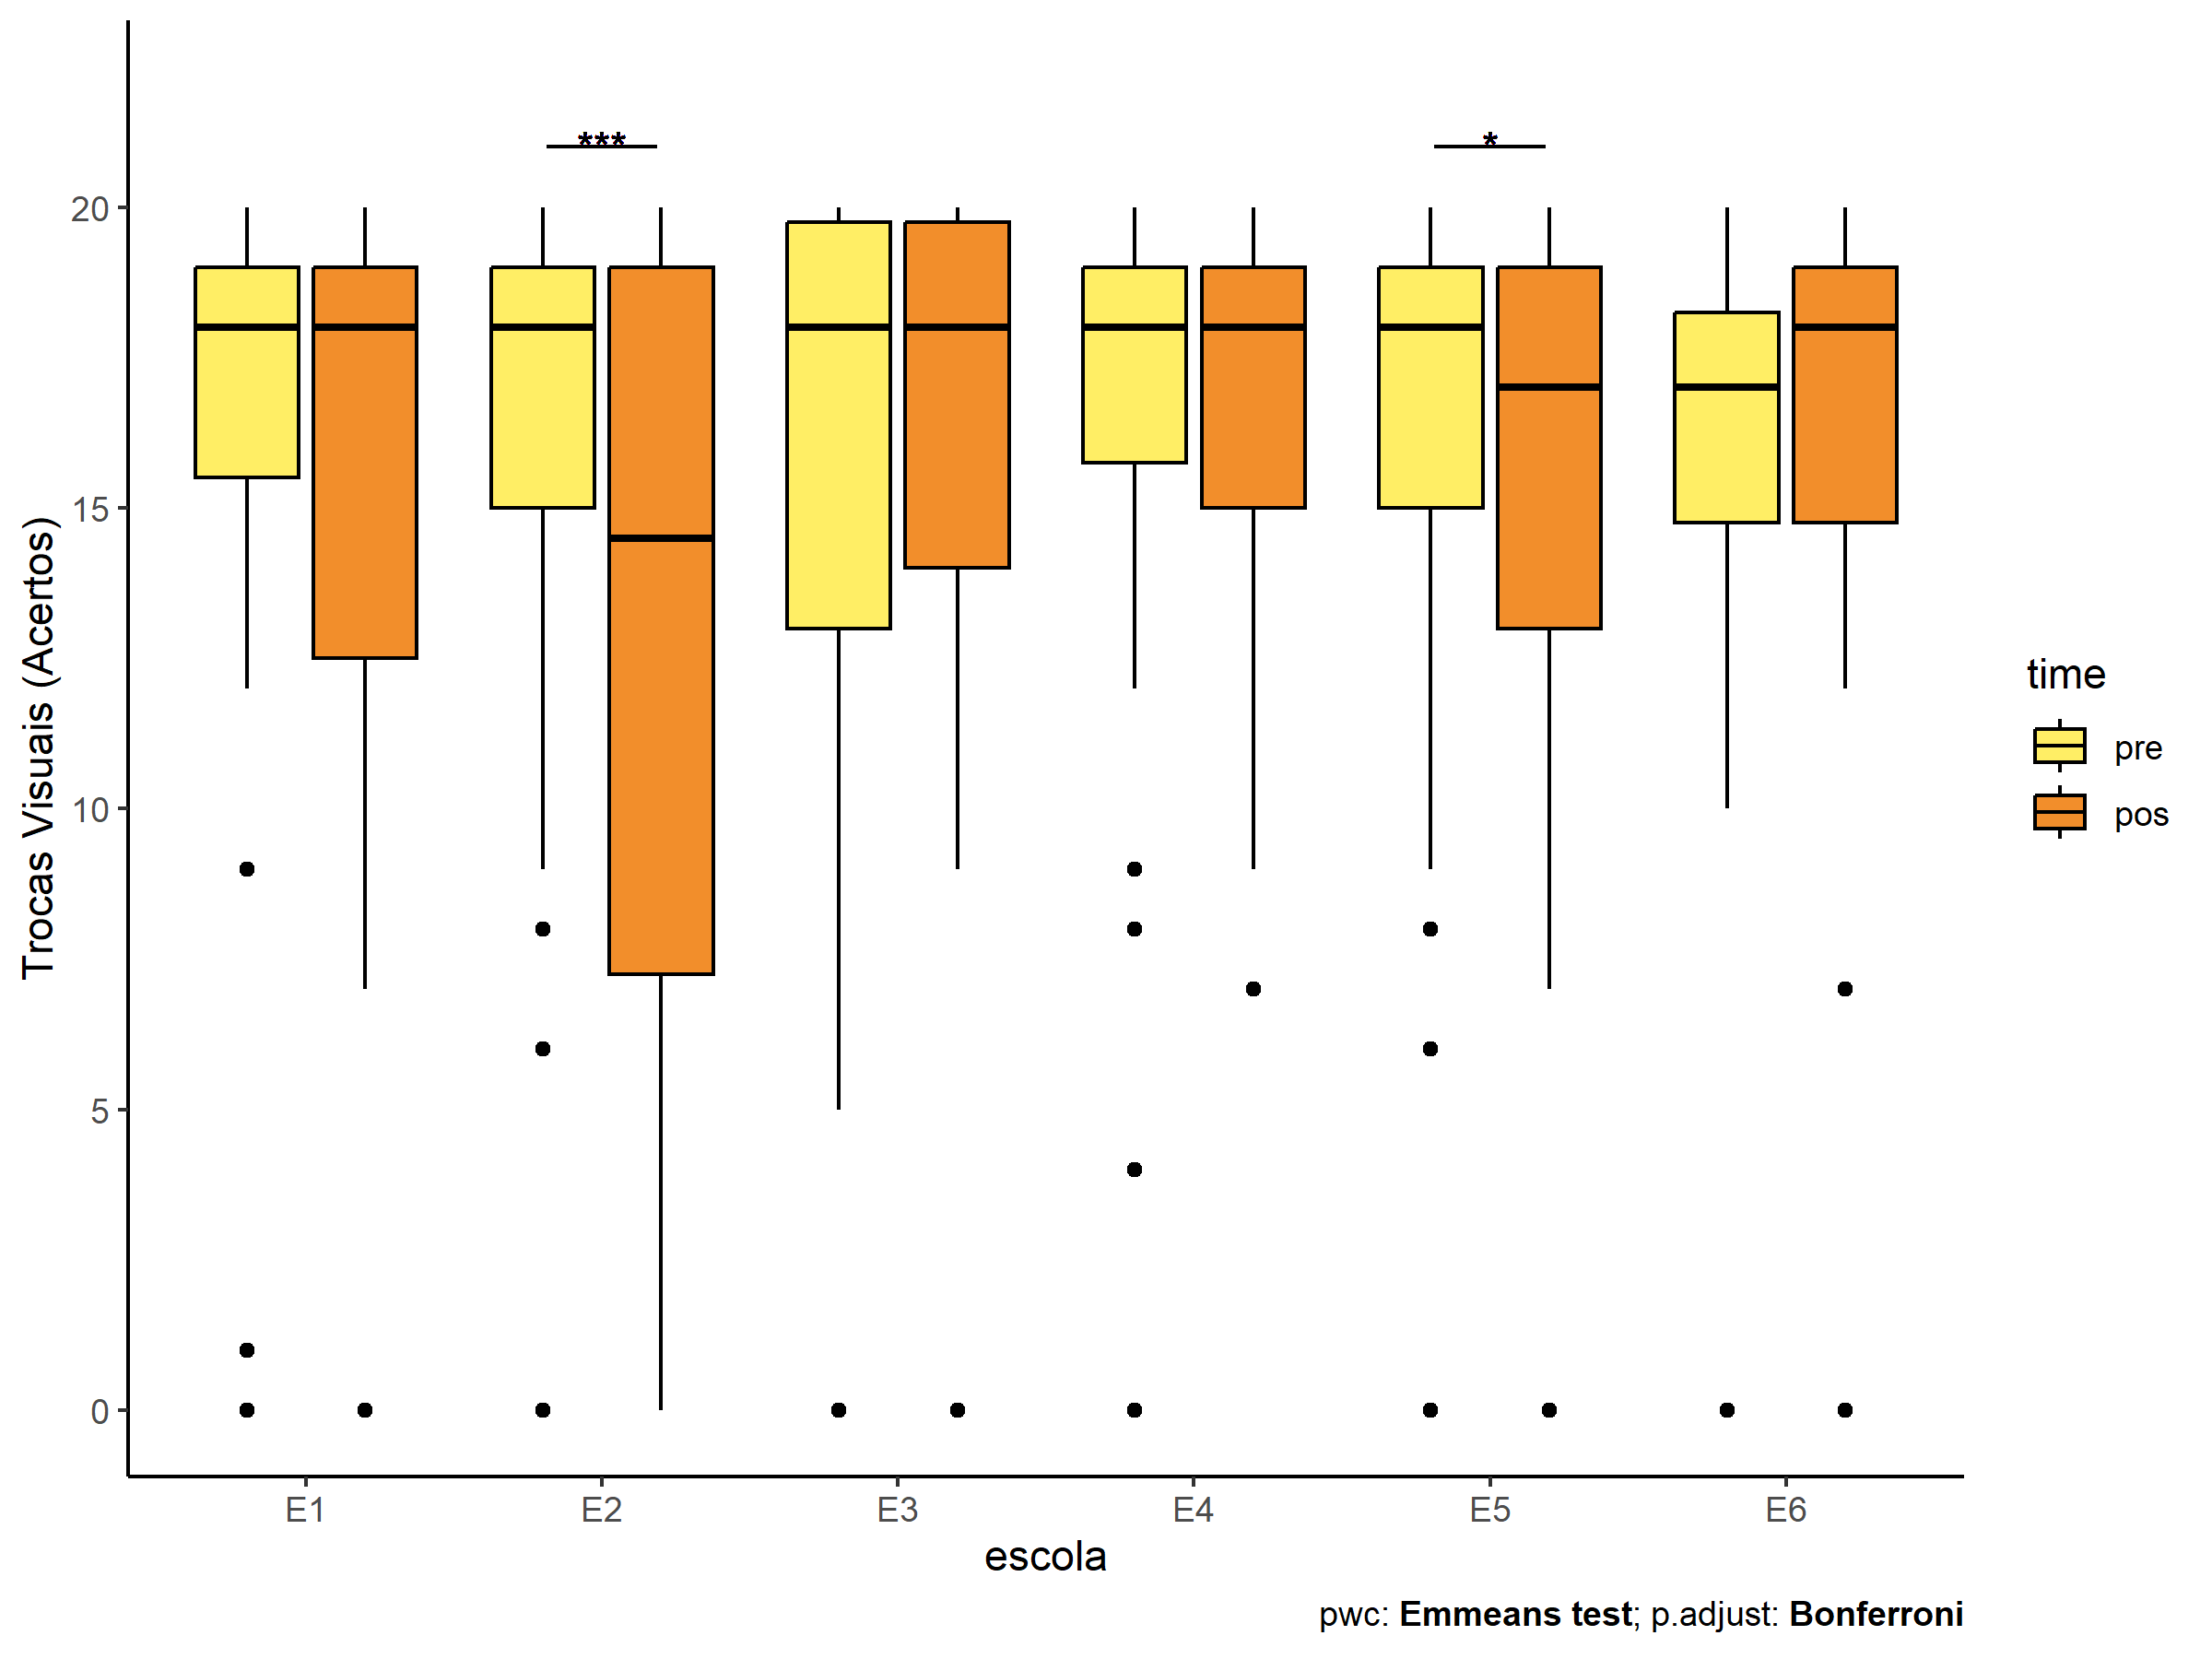 *** *
20
15
10
5
0
Trocas Visuais (Acertos)
E1 E2 E3 E4 E5 E6
escola
time
pre
pos
pwc: Emmeans test; p.adjust: Bonferroni